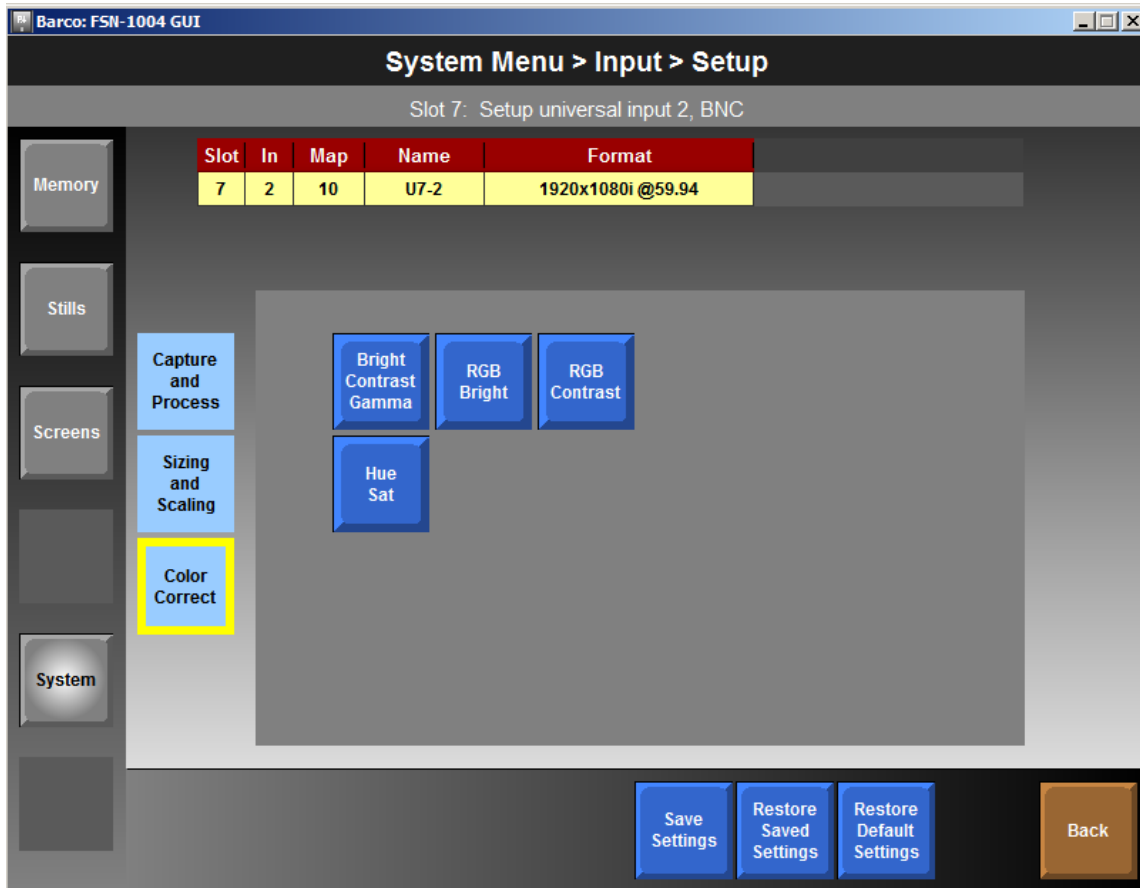 Barco: FSN-1004 GUI
System Menu > Input > Setup
Slot 7: Setup universal input 2, BNC
Slot In Map Name Format
7 2 10 U7-2 1920x1080i @59.94
Memory
Stills
Screens
System
Capture
and
Process
Sizing
and
Scaling
Color
Correct
Bright
Contrast
Gamma
RGB
Bright
RGB
Contrast
Hue
Sat
Save
Settings
Restore
Saved
Settings
Restore
Default
Settings
Back